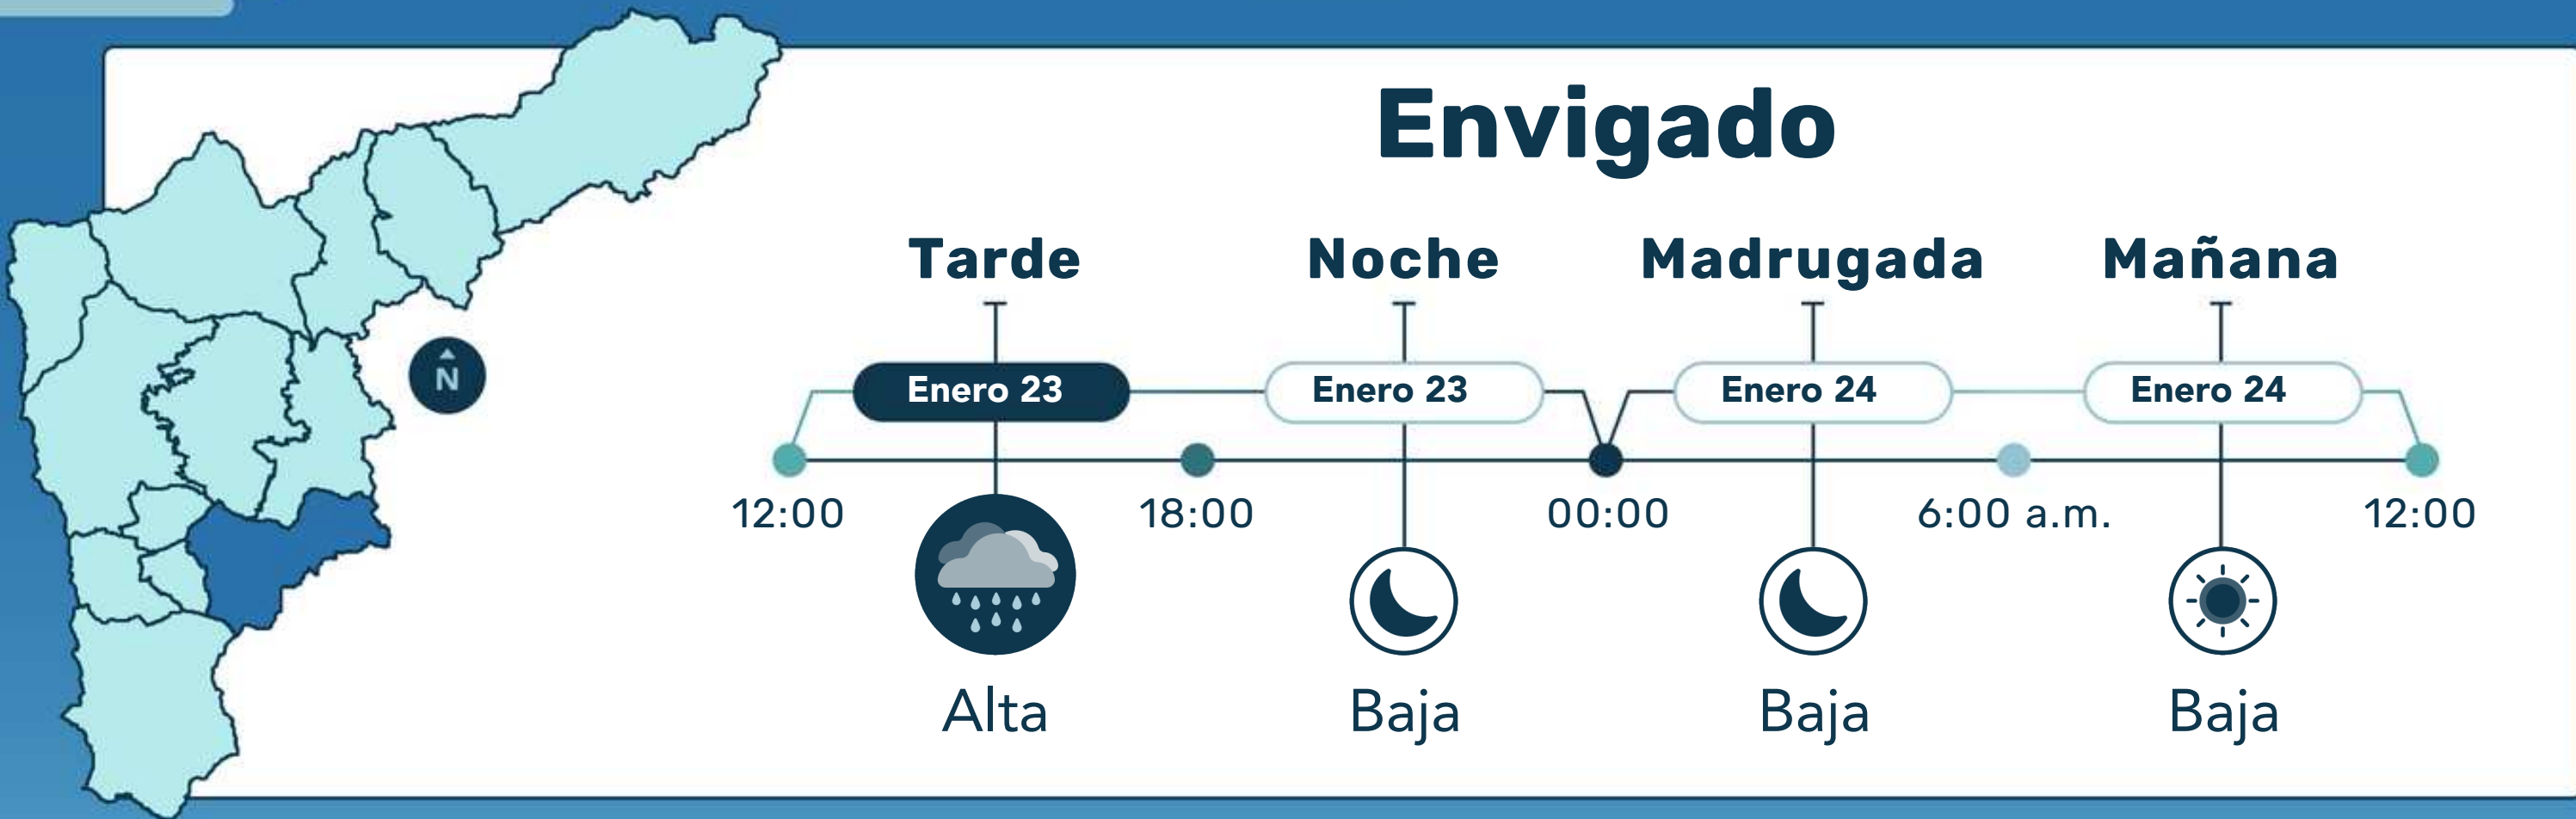 Envigado
Tarde Noche Madrugada Mañana
Enero 23 Enero 23 Enero 24 Enero 24
N
12:00 18:00 00:00 6:00 a.m. 12:00
Alta Baja Baja Baja